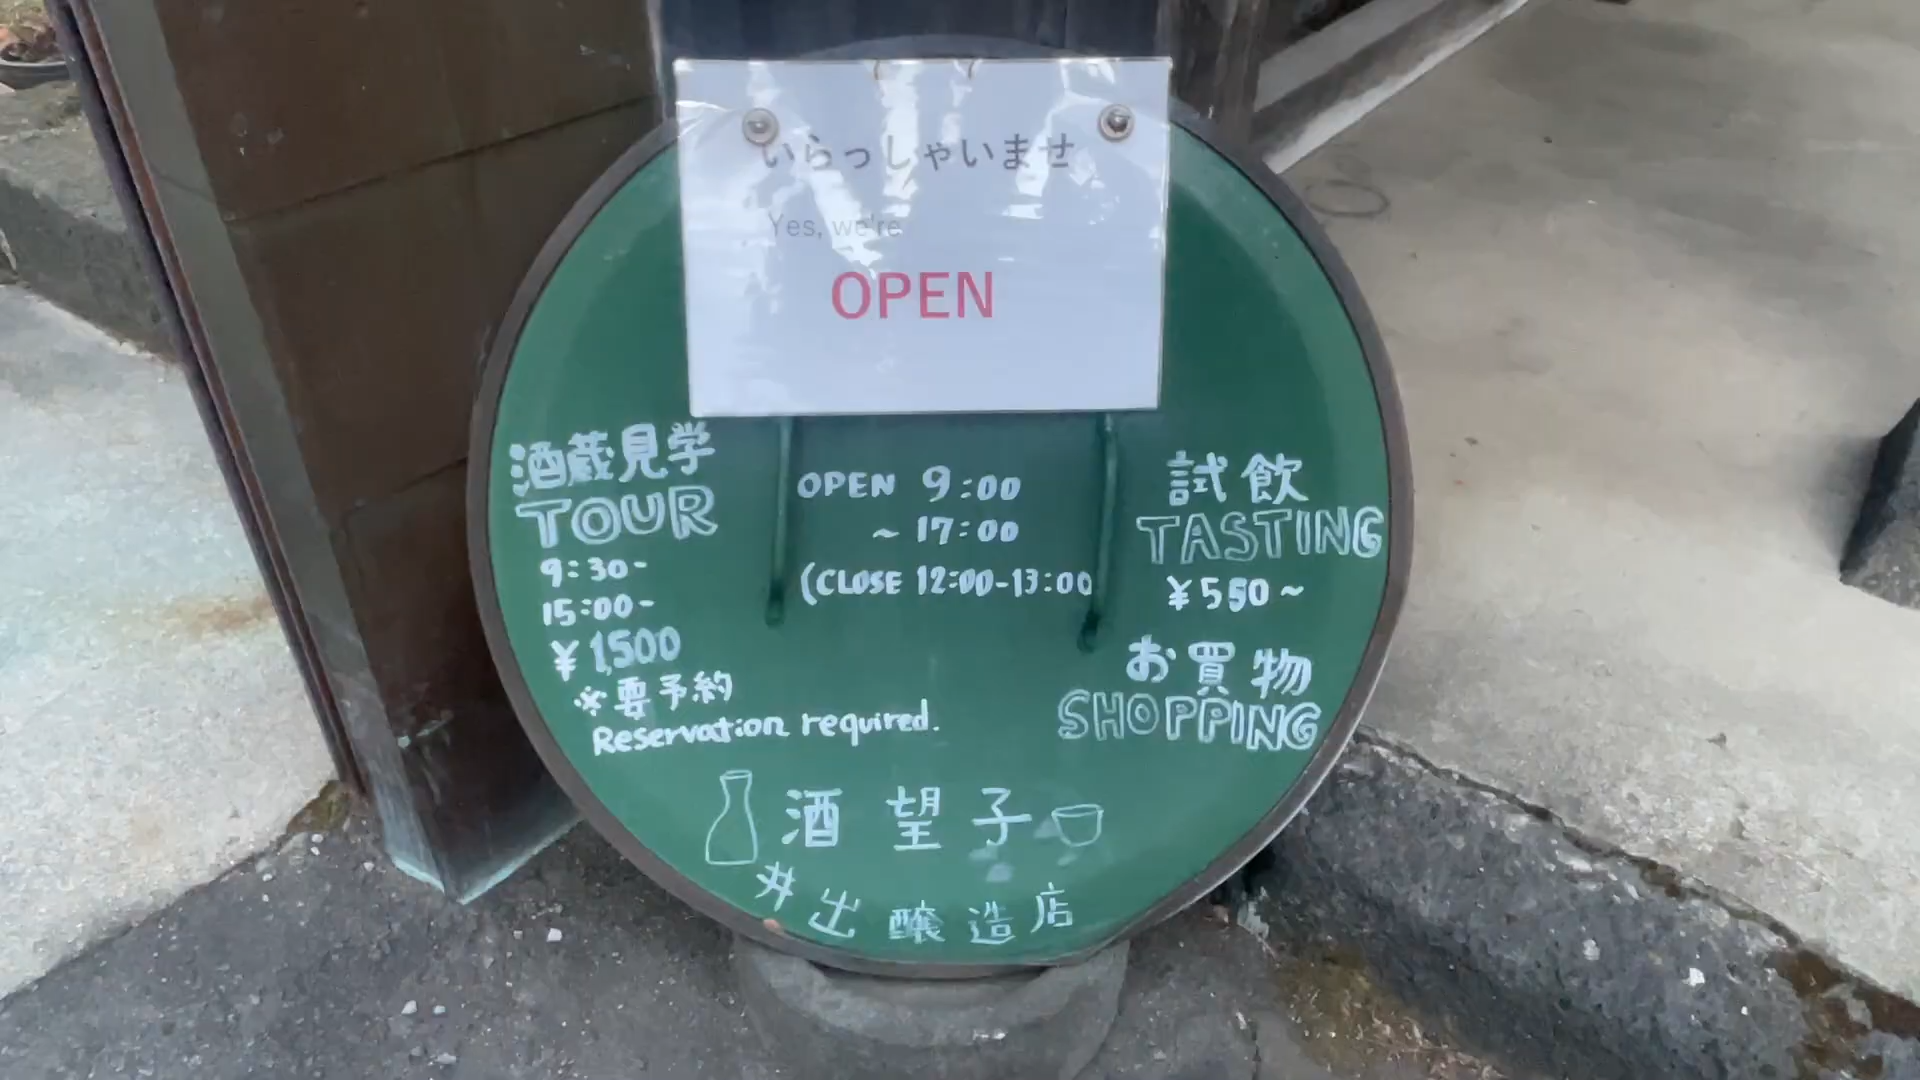 いらっしゃいませ
Yes, we're
OPEN
酒蔵見学
TOUR
9:30-
15:00-
¥1,500
※要予約
Reservation required.
OPEN 9:00
~ 17:00
(CLOSE 12:00-13:00
試飲
TASTING
¥550~
お買物
SHOPPING
酒望子
井出醸造店